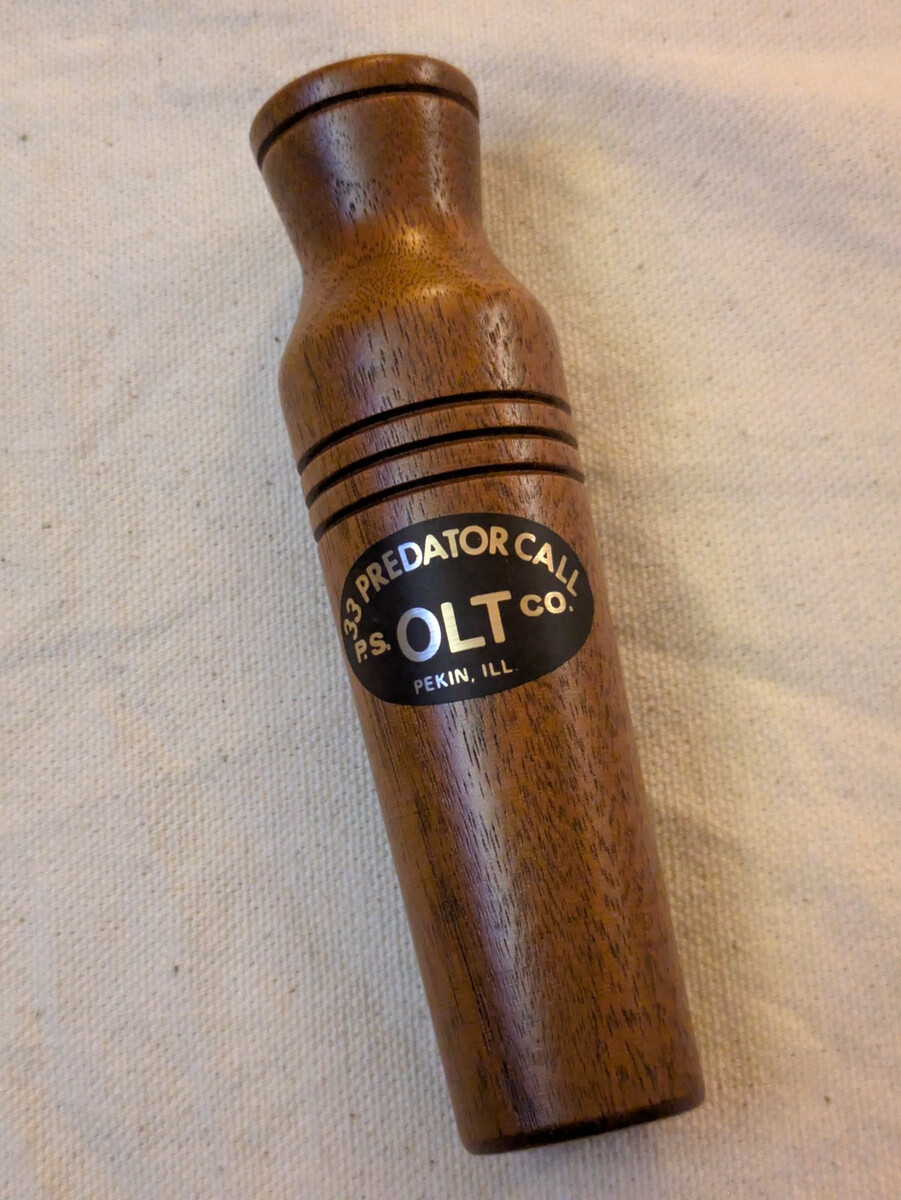 33 PREDATOR CALL
P.S. OLT CO.
PEKIN, ILL.